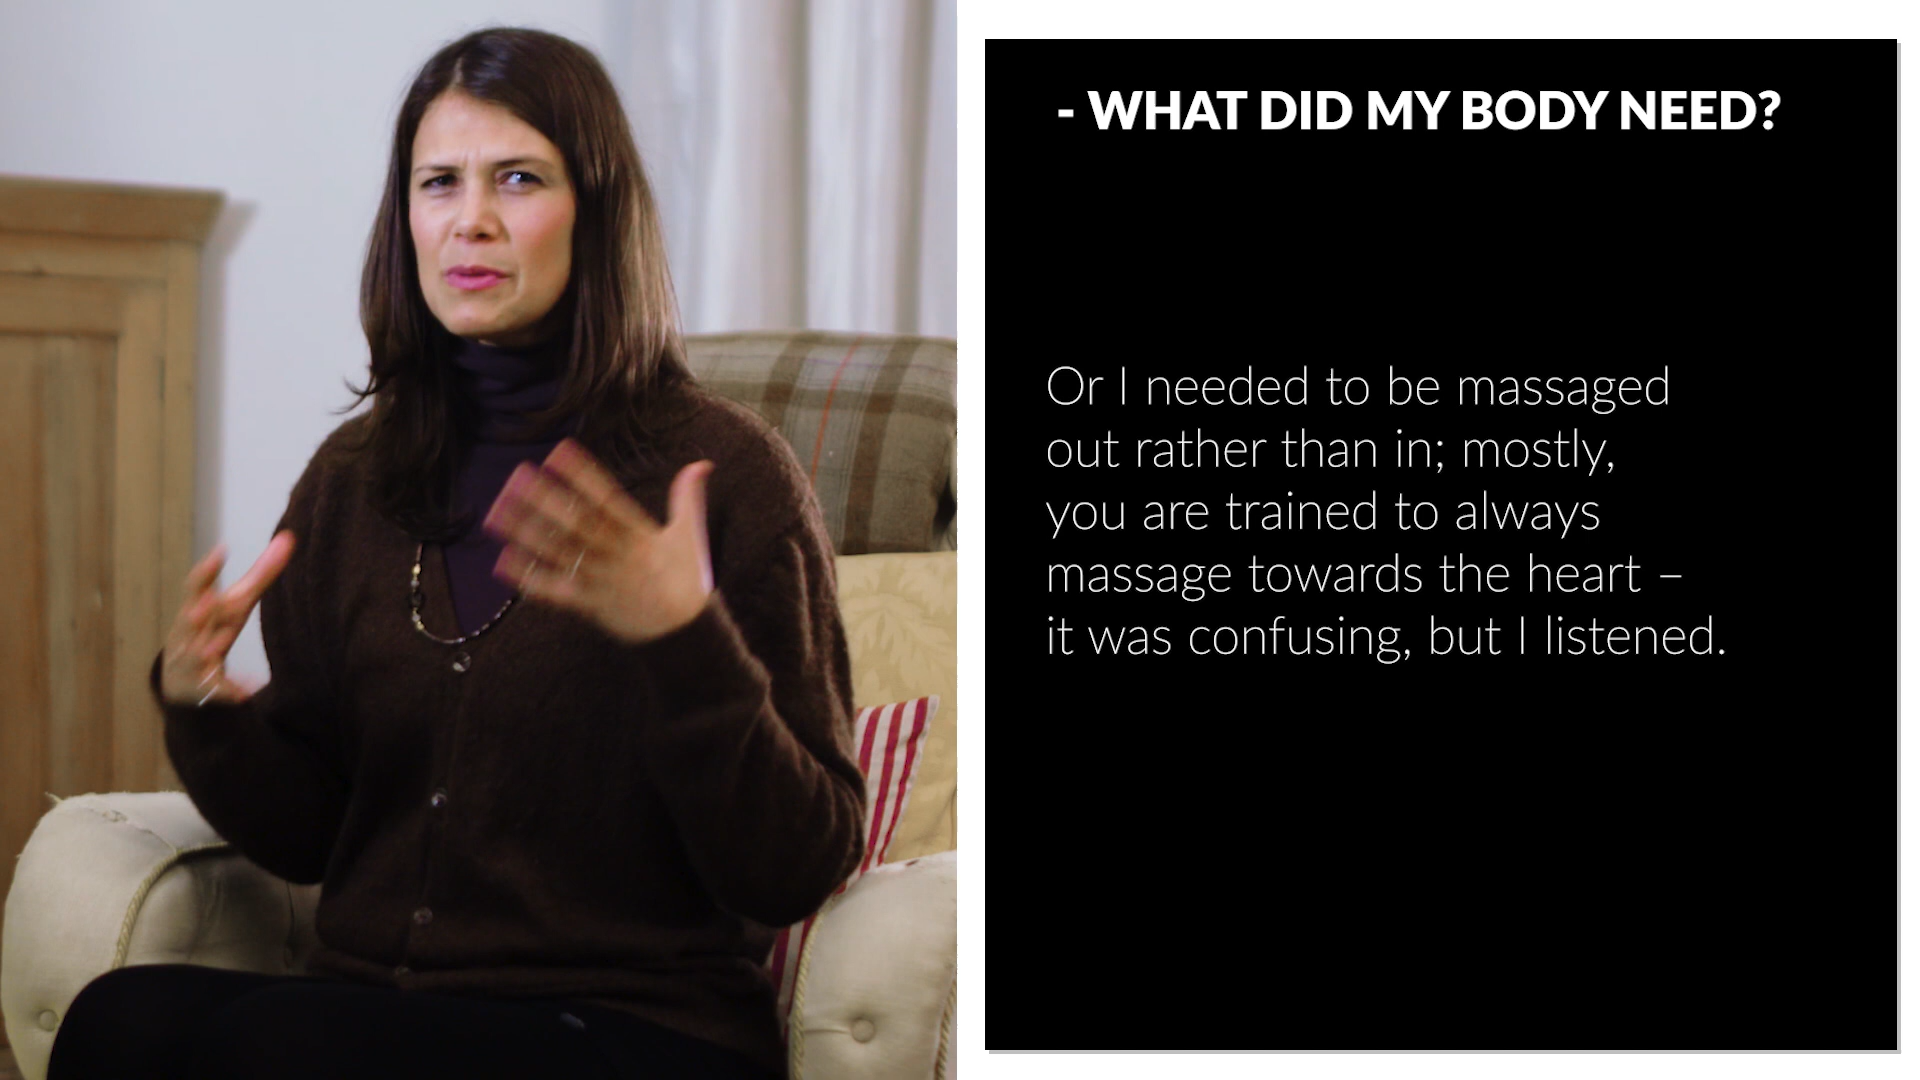 - WHAT DID MY BODY NEED?
Or I needed to be massaged
out rather than in; mostly,
you are trained to always
massage towards the heart –
it was confusing, but I listened.